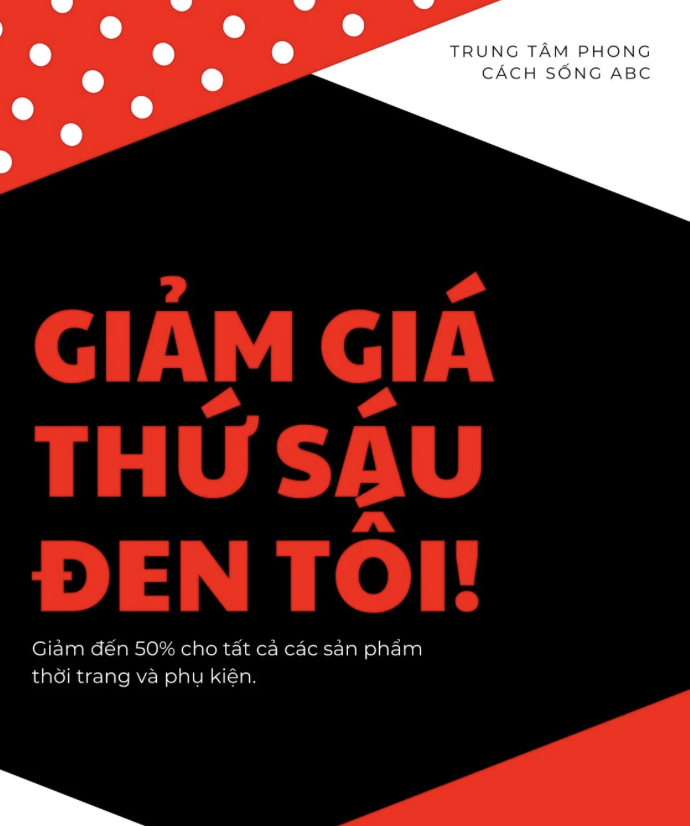 TRUNG TÂM PHONG
CÁCH SỐNG ABC
GIẢM GIÁ
THỨ SÁU
ĐEN TỐI!
Giảm đến 50% cho tất cả các sản phẩm
thời trang và phụ kiện.